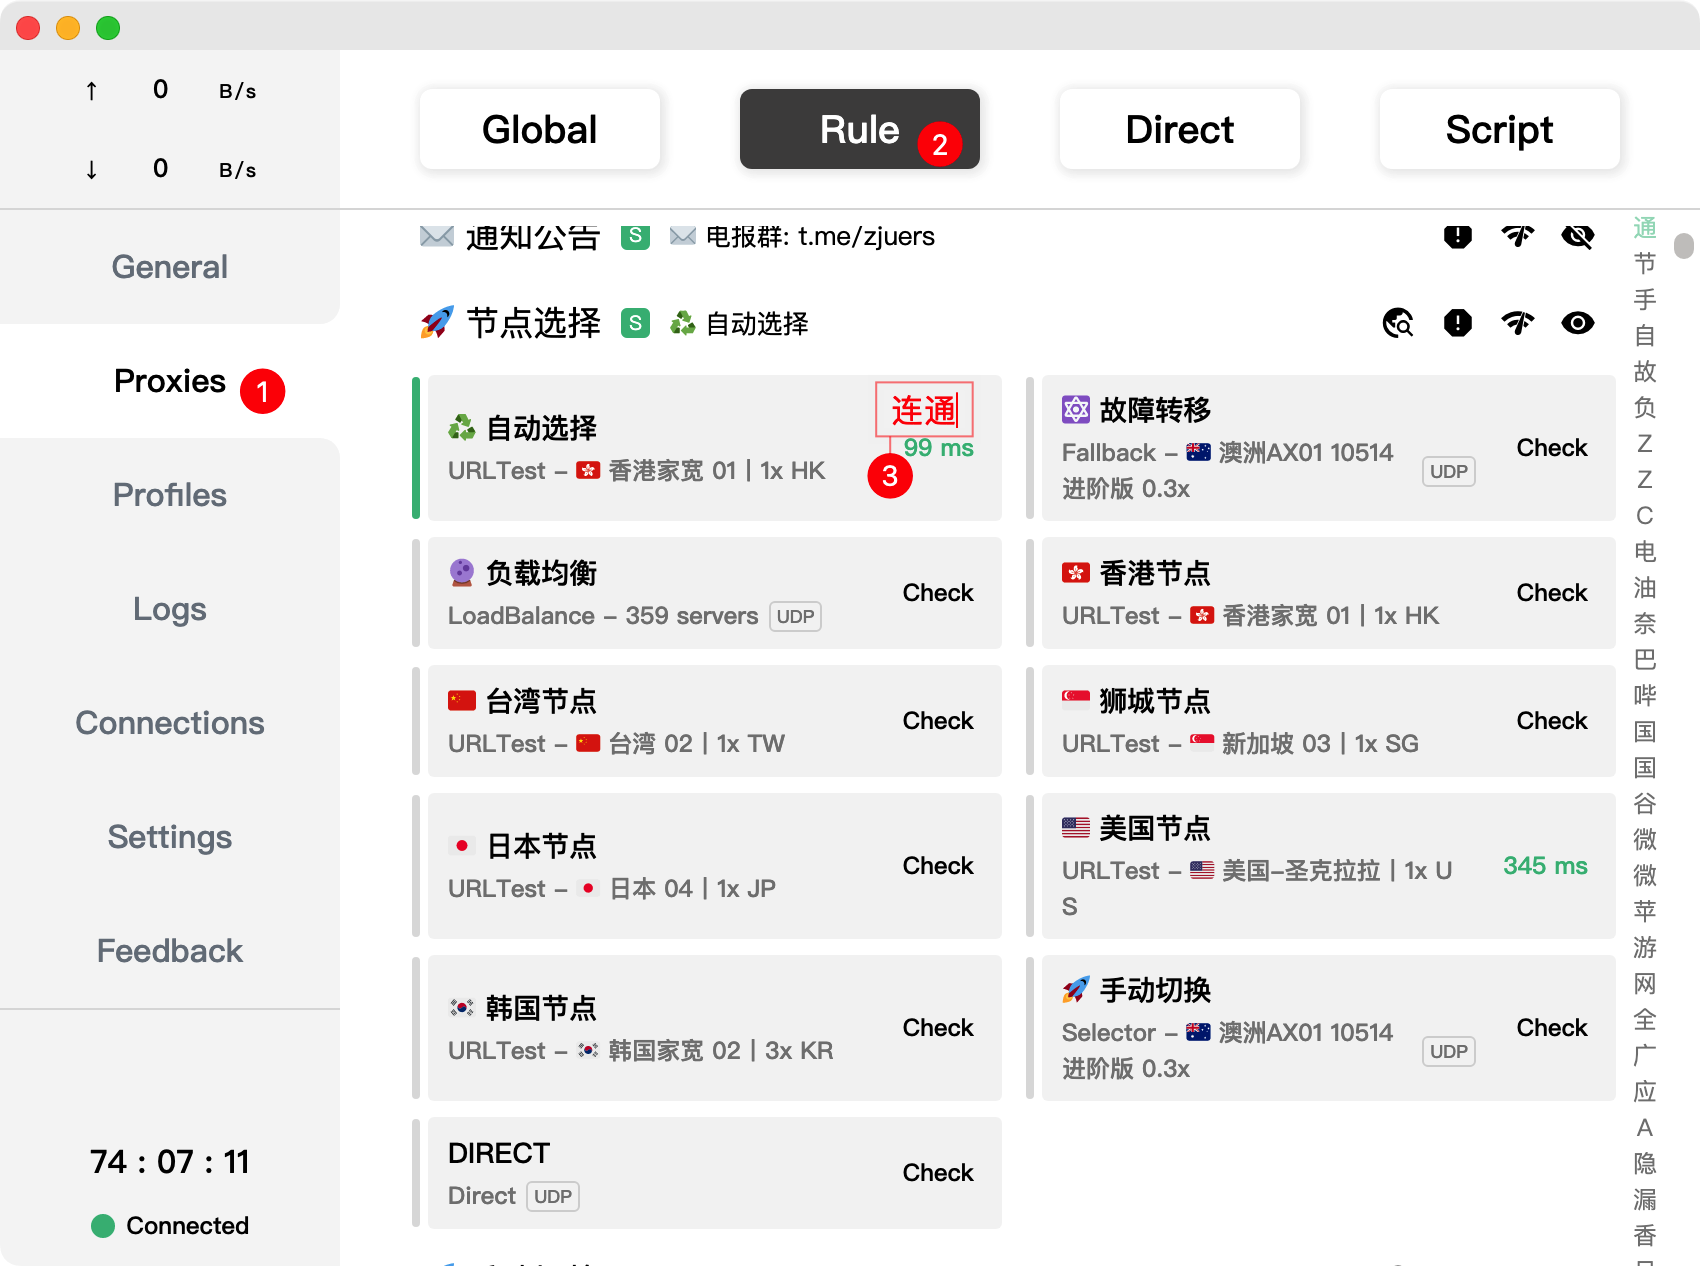 ↑ 0 B/s
↓ 0 B/s
General
Proxies 1
Profiles
Logs
Connections
Settings
Feedback
74 : 07 : 11
Connected
Global
Rule 2
Direct
Script
通知公告 S 电报群: t.me/zjuers
节点选择 S 自动选择
自动选择
URLTest – 香港家宽 01 | 1x HK
连通
99 ms
3
故障转移
Fallback – 澳洲AX01 10514
进阶版 0.3x
UDP
Check
负载均衡
LoadBalance – 359 servers UDP
Check
香港节点
URLTest – 香港家宽 01 | 1x HK
Check
台湾节点
URLTest – 台湾 02 | 1x TW
Check
狮城节点
URLTest – 新加坡 03 | 1x SG
Check
日本节点
URLTest – 日本 04 | 1x JP
Check
美国节点
URLTest – 美国–圣克拉拉 | 1x U
S
345 ms
韩国节点
URLTest – 韩国家宽 02 | 3x KR
Check
手动切换
Selector – 澳洲AX01 10514
进阶版 0.3x
UDP
Check
DIRECT
Direct UDP
Check
通
节
手
自
故
负
Z
Z
C
电
油
奈
巴
哔
国
国
谷
微
微
苹
游
网
全
广
应
A
隐
漏
香